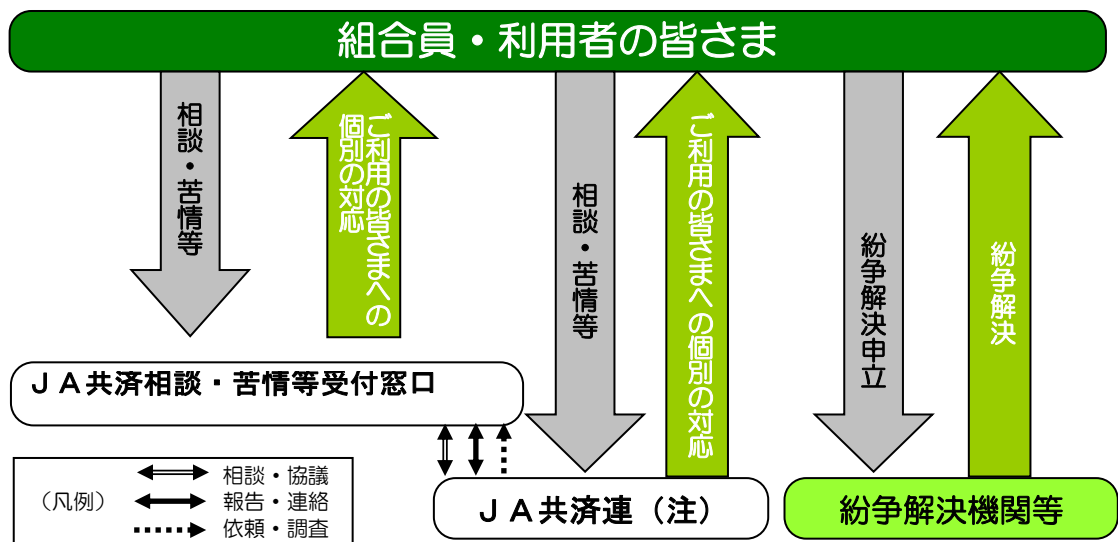 組合員・利用者の皆さま
相談・苦情等
ご利用の皆さまへの
個別の対応
相談・苦情等
ご利用の皆さまへの個別の対応
紛争解決申立
紛争解決
ＪＡ共済相談・苦情等受付窓口
（凡例）
相談・協議
報告・連絡
依頼・調査
ＪＡ共済連（注）
紛争解決機関等